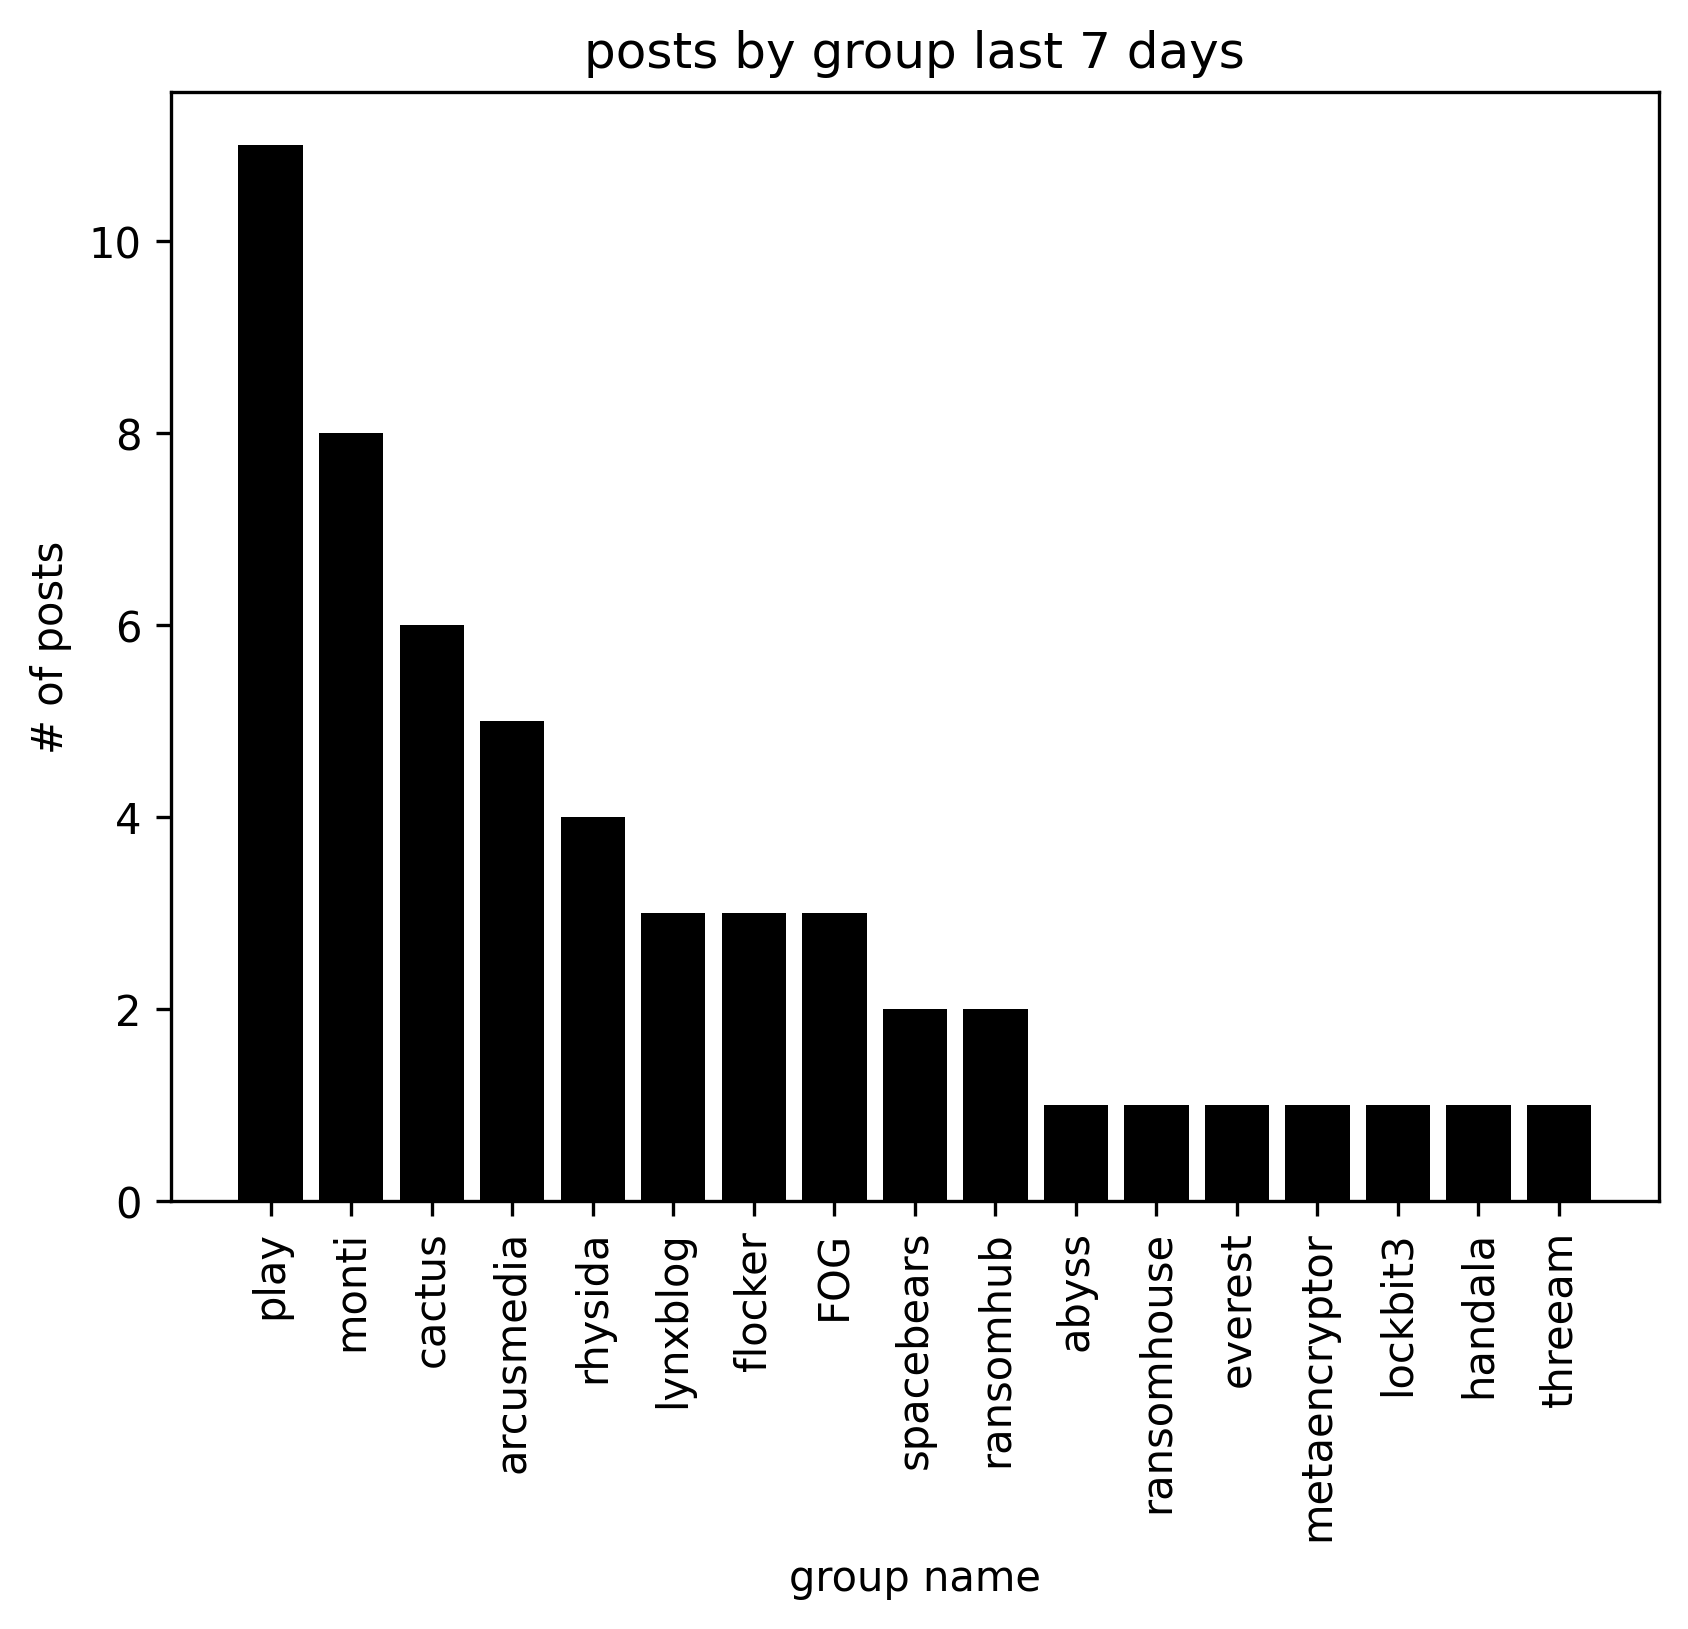 posts by group last 7 days
# of posts
10
8
6
4
2
0
play
monti
cactus
arcusmedia
rhysida
lynxblog
flocker
FOG
spacebears
ransomhub
abyss
ransomhouse
everest
metaencryptor
lockbit3
handala
threeam
group name